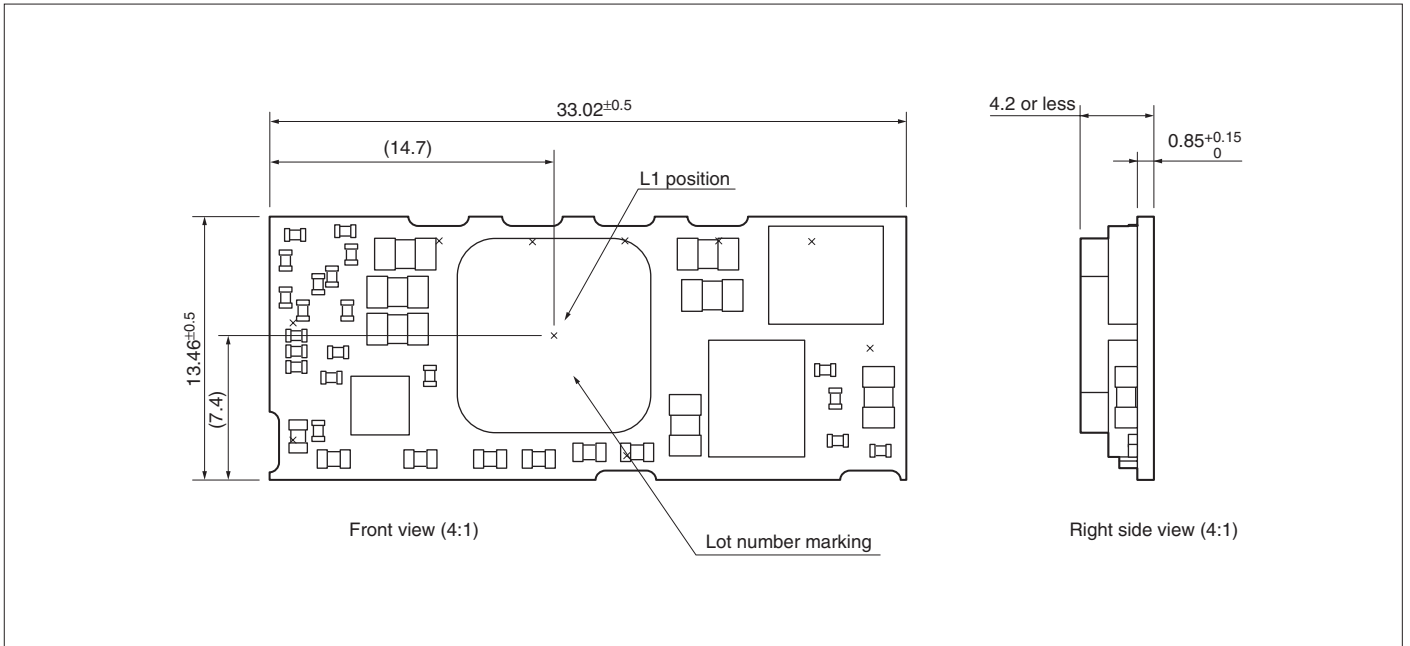 33.02±0.5
(14.7)
L1 position
4.2 or less
0.85+0.15
0
13.46±0.5
(7.4)
Front view (4:1)
Lot number marking
Right side view (4:1)